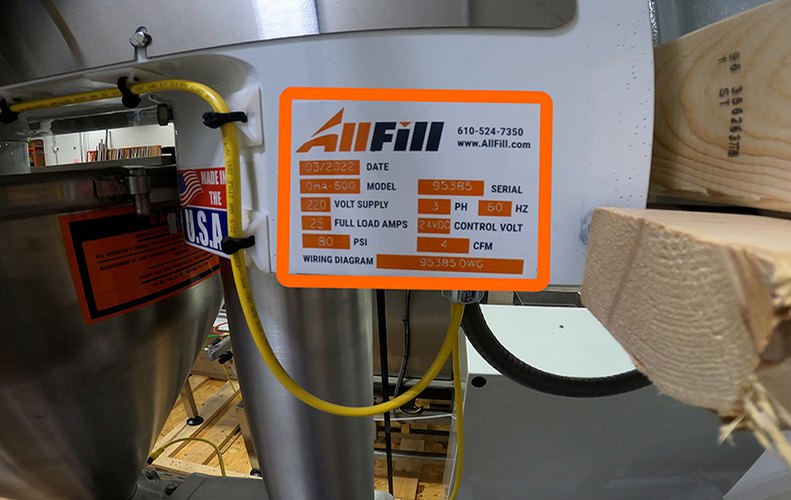 AllFill
610-524-7350
www.AllFill.com
03/2022 DATE
DHA-600 MODEL 95385 SERIAL
220 VOLT SUPPLY 3 PH 60 HZ
25 FULL LOAD AMPS 24VDC CONTROL VOLT
80 PSI 4 CFM
WIRING DIAGRAM 95385.DWG
MADE IN
THE
U.S.A
ST